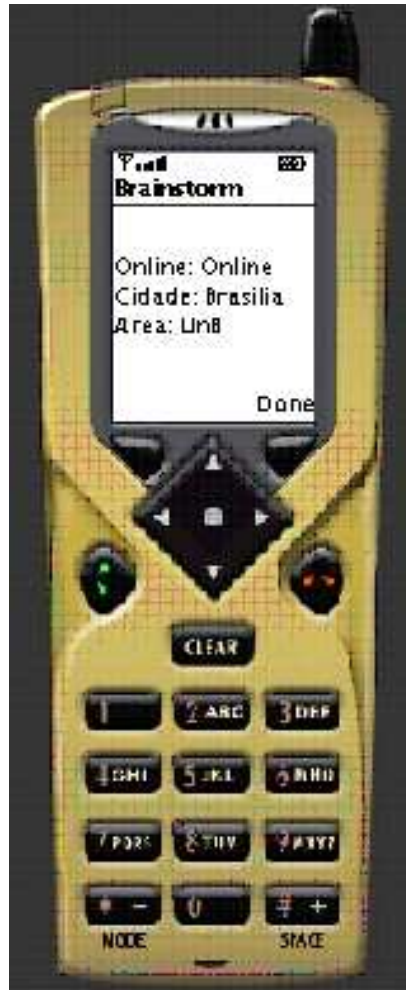 Brainstorm
Online: Online
Cidade: Brasilia
Area: UnB
Done
CLEAR
1 2 ABC 3 DEF
4 GHI 5 JKL 6 MNO
7 PQRS 8 TUV 9 WXYZ
* - 0 # +
MODE SPACE